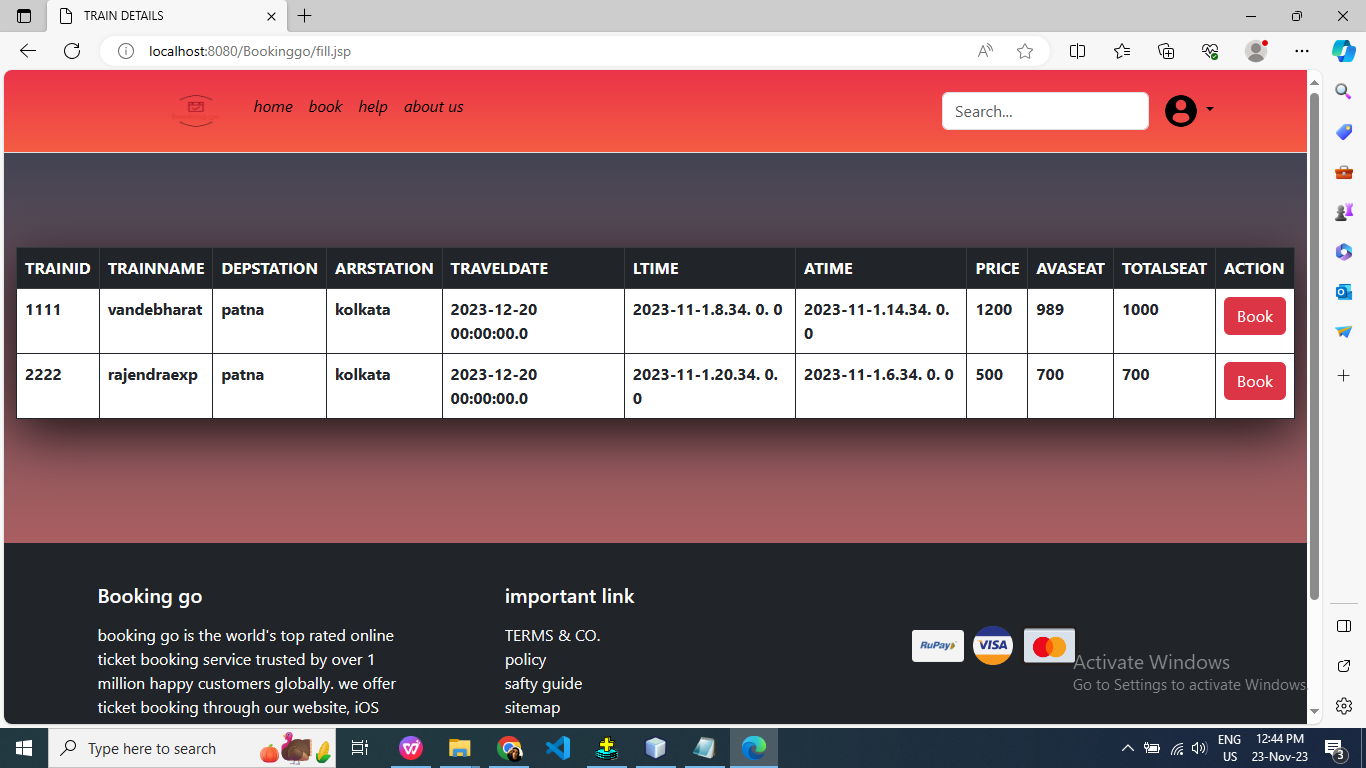 TRAIN DETAILS
localhost:8080/Bookinggo/fill.jsp
home book help about us
Search...
TRAINID TRAINNAME DEPSTATION ARRSTATION TRAVELDATE LTIME ATIME PRICE AVASEAT TOTALSEAT ACTION
1111 vandebharat patna kolkata 2023-12-20 2023-11-1.8.34. 0. 0 2023-11-1.14.34. 0. 1200 989 1000 Book
00:00:00.0 0
2222 rajendraexp patna kolkata 2023-12-20 2023-11-1.20.34. 0. 2023-11-1.6.34. 0. 0 500 700 700 Book
00:00:00.0 0
Booking go
booking go is the world's top rated online
ticket booking service trusted by over 1
million happy customers globally. we offer
ticket booking through our website, iOS
important link
TERMS & CO.
policy
safty guide
sitemap
RuPay VISA
Activate Windows
Go to Settings to activate Windows
Type here to search
ENG
US
12:44 PM
23-Nov-23
3